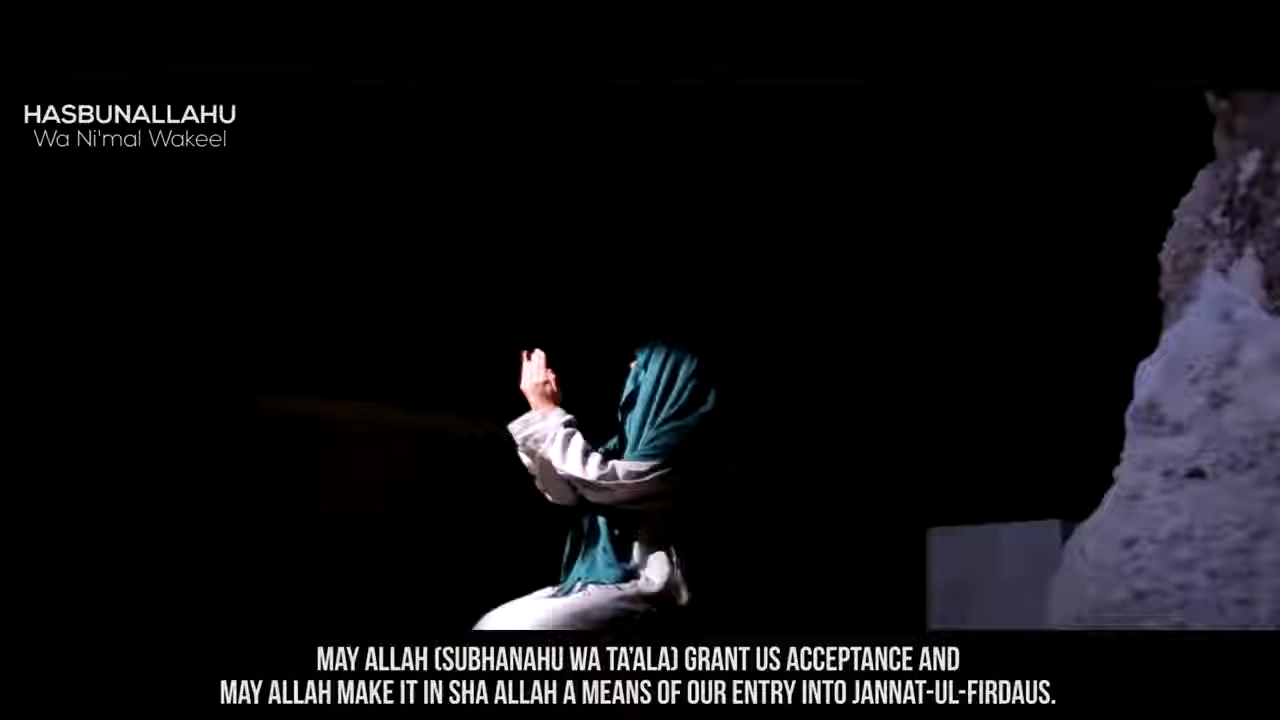 HASBUNALLAHU
Wa Ni'mal Wakeel
MAY ALLAH (SUBHANAHU WA TA'ALA) GRANT US ACCEPTANCE AND
MAY ALLAH MAKE IT IN SHA ALLAH A MEANS OF OUR ENTRY INTO JANNAT-UL-FIRDAUS.